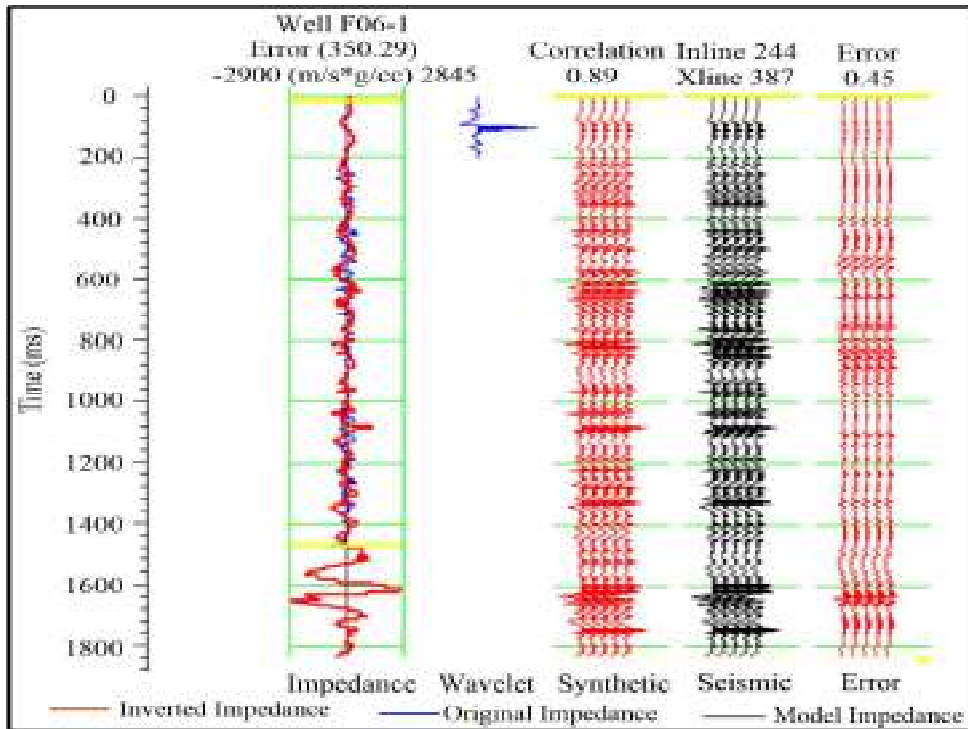 Well F06-1
Error (350.29)
-2900 (m/s*g/cc) 2845
Correlation
0.89
Inline 244
Xline 387
Error
0.45
0
200
400
600
800
1000
1200
1400
1600
1800
Time (ms)
Impedance Wavelet Synthetic Seismic Error
Inverted Impedance Original Impedance Model Impedance